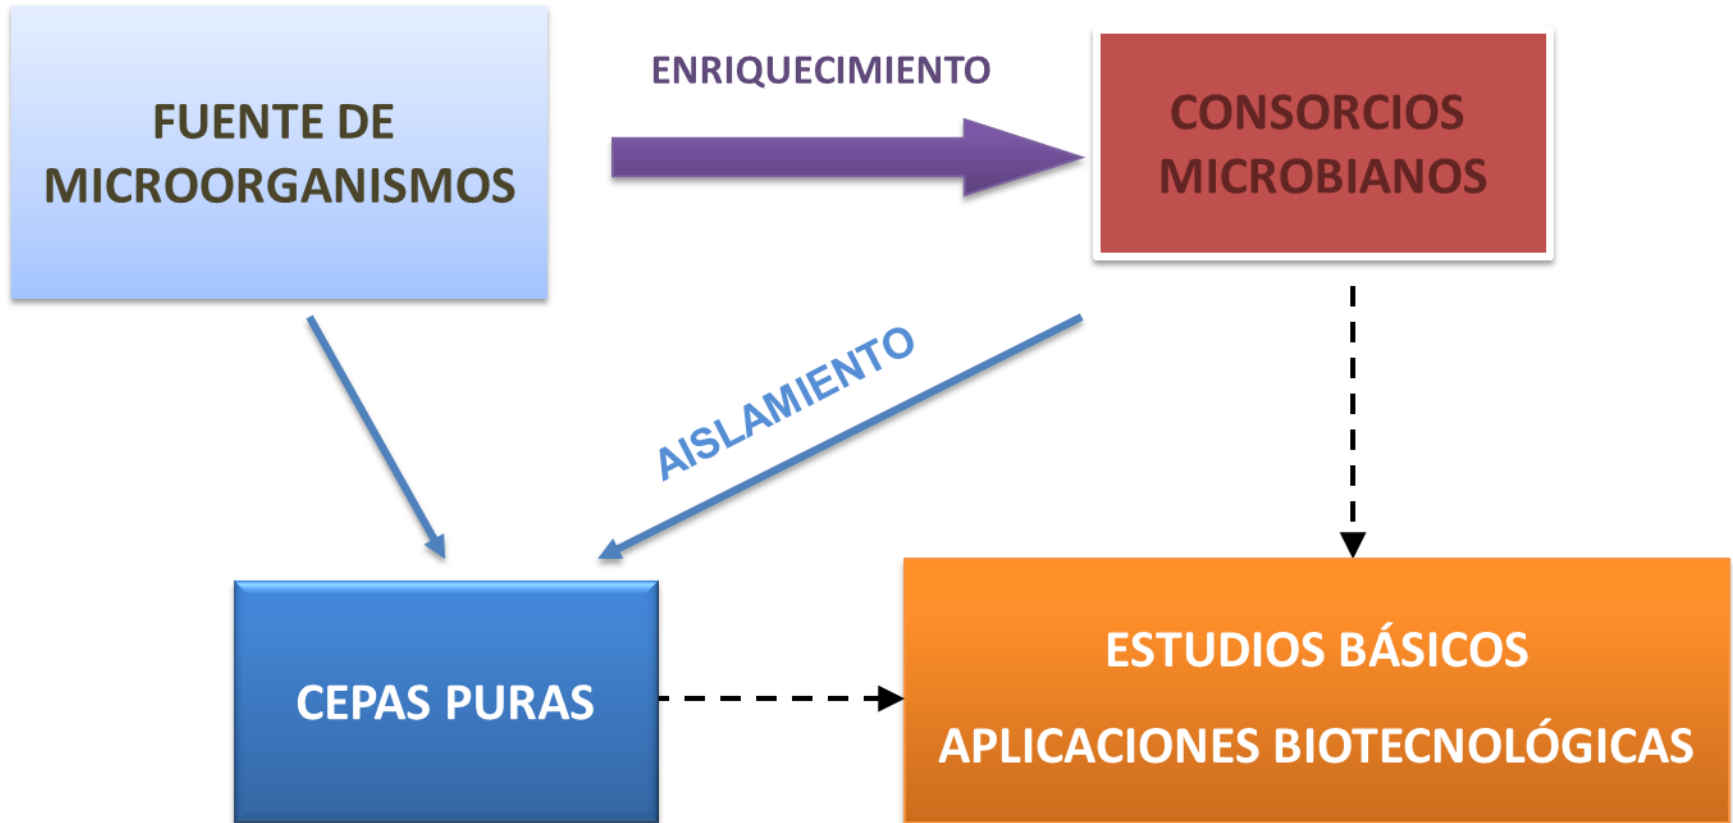 FUENTE DE
MICROORGANISMOS
ENRIQUECIMIENTO
CONSORCIOS
MICROBIANOS
AISLAMIENTO
CEPAS PURAS
ESTUDIOS BÁSICOS
APLICACIONES BIOTECNOLÓGICAS